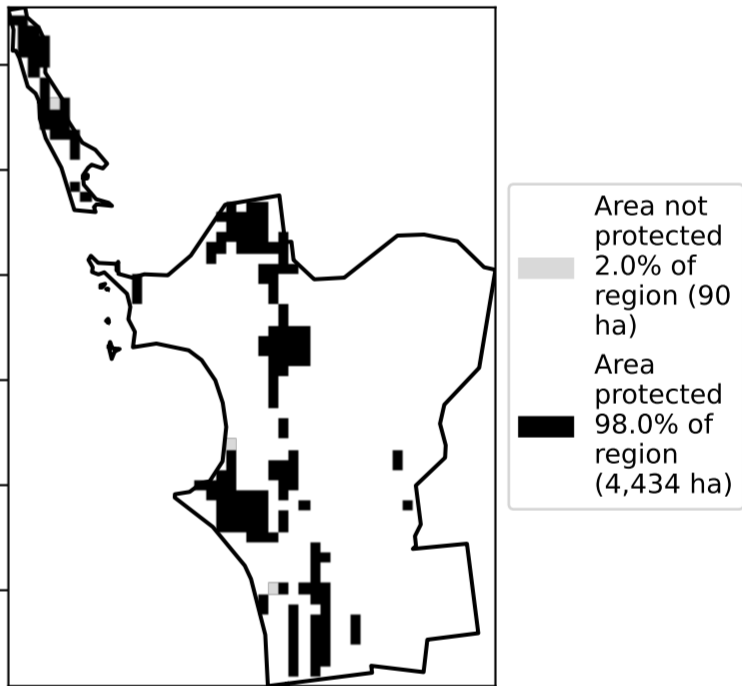 Area not
protected
2.0% of
region (90
ha)
Area
protected
98.0% of
region
(4,434 ha)